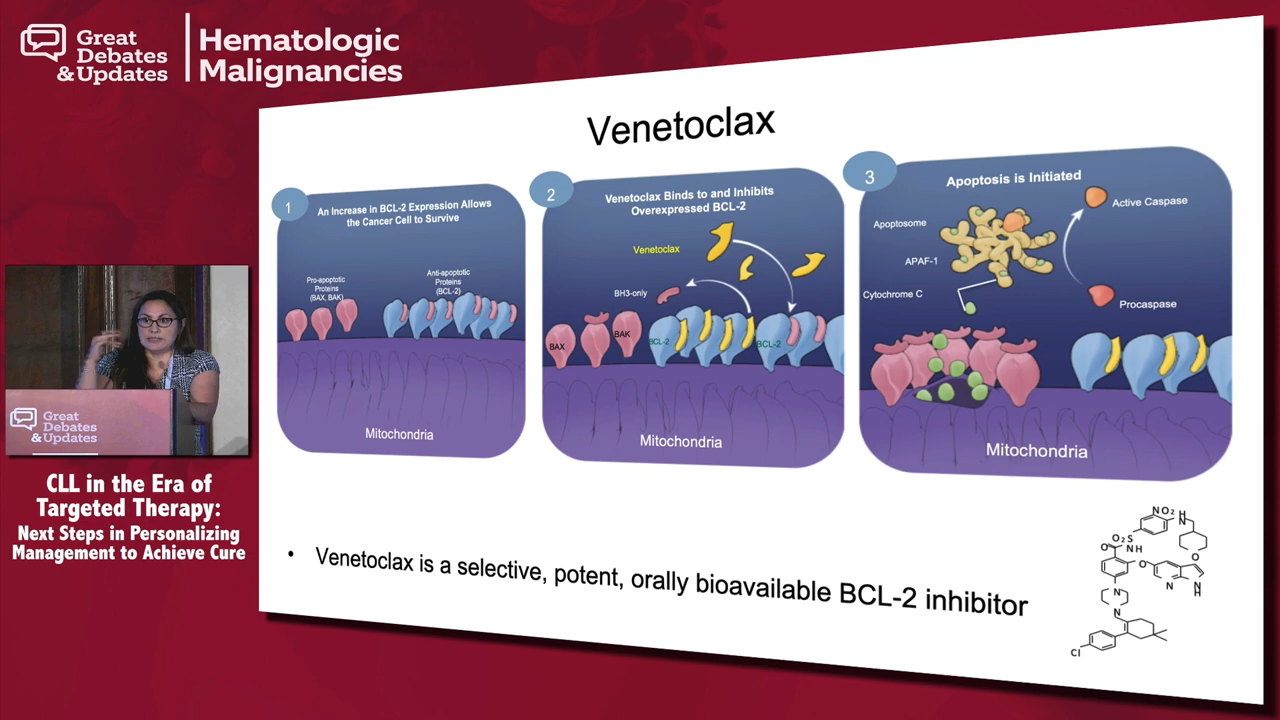 Great
Debates
& Updates
Hematologic
Malignancies
Venetoclax
1
An Increase in BCL-2 Expression Allows
the Cancer Cell to Survive
Pro-apoptotic
Proteins
(BAX, BAK)
Anti-apoptotic
Proteins
(BCL-2)
Mitochondria
2
Venetoclax Binds to and Inhibits
Overexpressed BCL-2
Venetoclax
BH3-only
BAX
BAK
BCL-2
BCL-2
Mitochondria
3
Apoptosis is Initiated
Active Caspase
Apoptosome
APAF-1
Cytochrome C
Procaspase
Mitochondria
• Venetoclax is a selective, potent, orally bioavailable BCL-2 inhibitor
NO2
H
N
O2S
NH
O
O
O
N
N
H
N
N
Cl
Great
Debates
& Updates
CLL in the Era of
Targeted Therapy:
Next Steps in Personalizing
Management to Achieve Cure